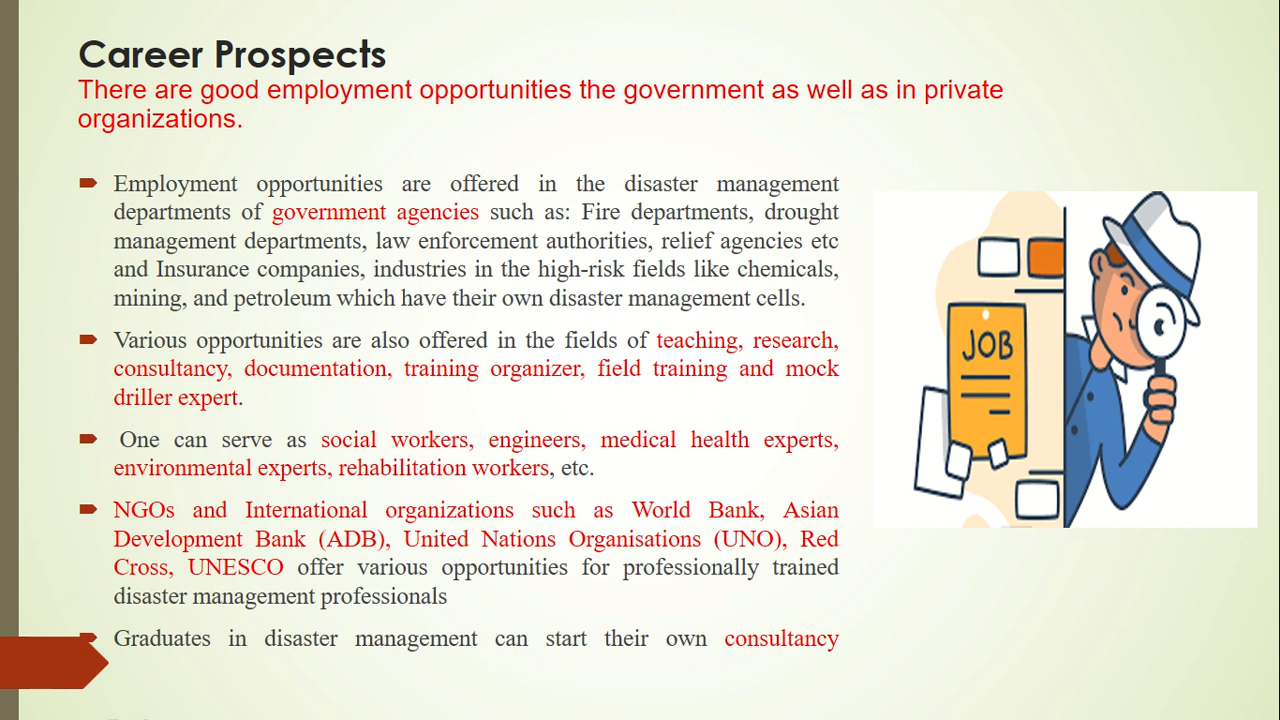 Career Prospects
There are good employment opportunities the government as well as in private
organizations.
Employment opportunities are offered in the disaster management
departments of government agencies such as: Fire departments, drought
management departments, law enforcement authorities, relief agencies etc
and Insurance companies, industries in the high-risk fields like chemicals,
mining, and petroleum which have their own disaster management cells.
Various opportunities are also offered in the fields of teaching, research,
consultancy, documentation, training organizer, field training and mock
driller expert.
One can serve as social workers, engineers, medical health experts,
environmental experts, rehabilitation workers, etc.
NGOs and International organizations such as World Bank, Asian
Development Bank (ADB), United Nations Organisations (UNO), Red
Cross, UNESCO offer various opportunities for professionally trained
disaster management professionals
Graduates in disaster management can start their own consultancy
JOB